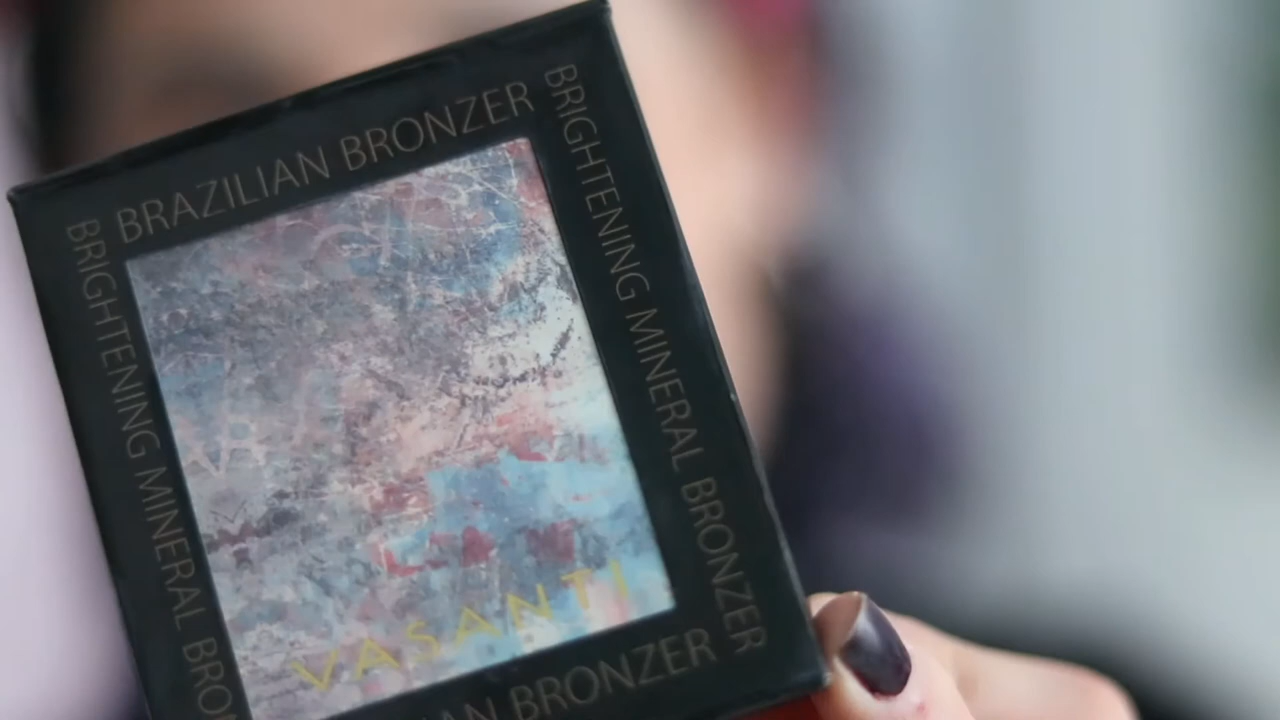 BRAZILIAN BRONZER
BRIGHTENING MINERAL BRONZER
BRIGHTENING MINERAL
VASANTI
BRONZER